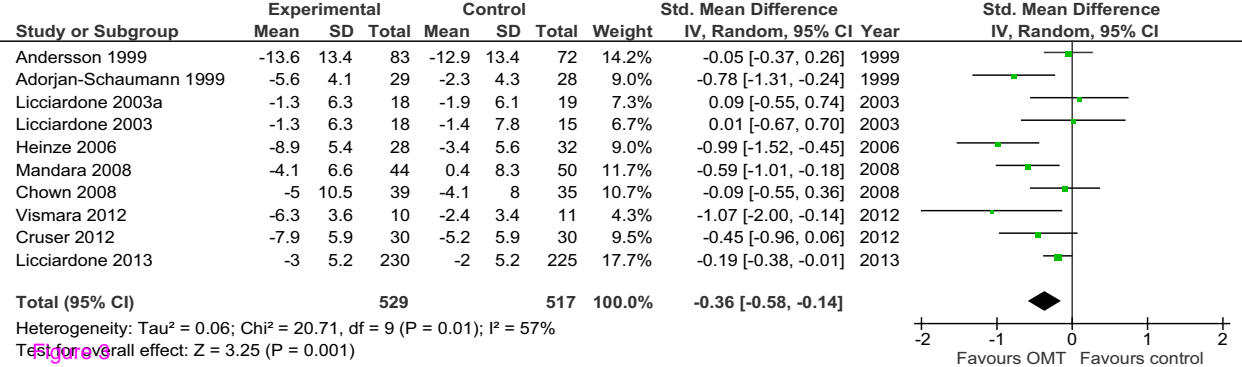 Experimental Control Std. Mean Difference Std. Mean Difference
Study or Subgroup Mean SD Total Mean SD Total Weight IV, Random, 95% CI Year IV, Random, 95% CI
Andersson 1999 -13.6 13.4 83 -12.9 13.4 72 14.2% -0.05 [-0.37, 0.26] 1999
Adorjan-Schaumann 1999 -5.6 4.1 29 -2.3 4.3 28 9.0% -0.78 [-1.31, -0.24] 1999
Licciardone 2003a -1.3 6.3 18 -1.9 6.1 19 7.3% 0.09 [-0.55, 0.74] 2003
Licciardone 2003 -1.3 6.3 18 -1.4 7.8 15 6.7% 0.01 [-0.67, 0.70] 2003
Heinze 2006 -8.9 5.4 28 -3.4 5.6 32 9.0% -0.99 [-1.52, -0.45] 2006
Mandara 2008 -4.1 6.6 44 0.4 8.3 50 11.7% -0.59 [-1.01, -0.18] 2008
Chown 2008 -5 10.5 39 -4.1 8 35 10.7% -0.09 [-0.55, 0.36] 2008
Vismara 2012 -6.3 3.6 10 -2.4 3.4 11 4.3% -1.07 [-2.00, -0.14] 2012
Cruser 2012 -7.9 5.9 30 -5.2 5.9 30 9.5% -0.45 [-0.96, 0.06] 2012
Licciardone 2013 -3 5.2 230 -2 5.2 225 17.7% -0.19 [-0.38, -0.01] 2013
Total (95% CI) 529 517 100.0% -0.36 [-0.58, -0.14]
Heterogeneity: Tau² = 0.06; Chi² = 20.71, df = 9 (P = 0.01); I² = 57%
Test for overall effect: Z = 3.25 (P = 0.001)
Figure 3
-2 -1 0 1 2
Favours OMT Favours control